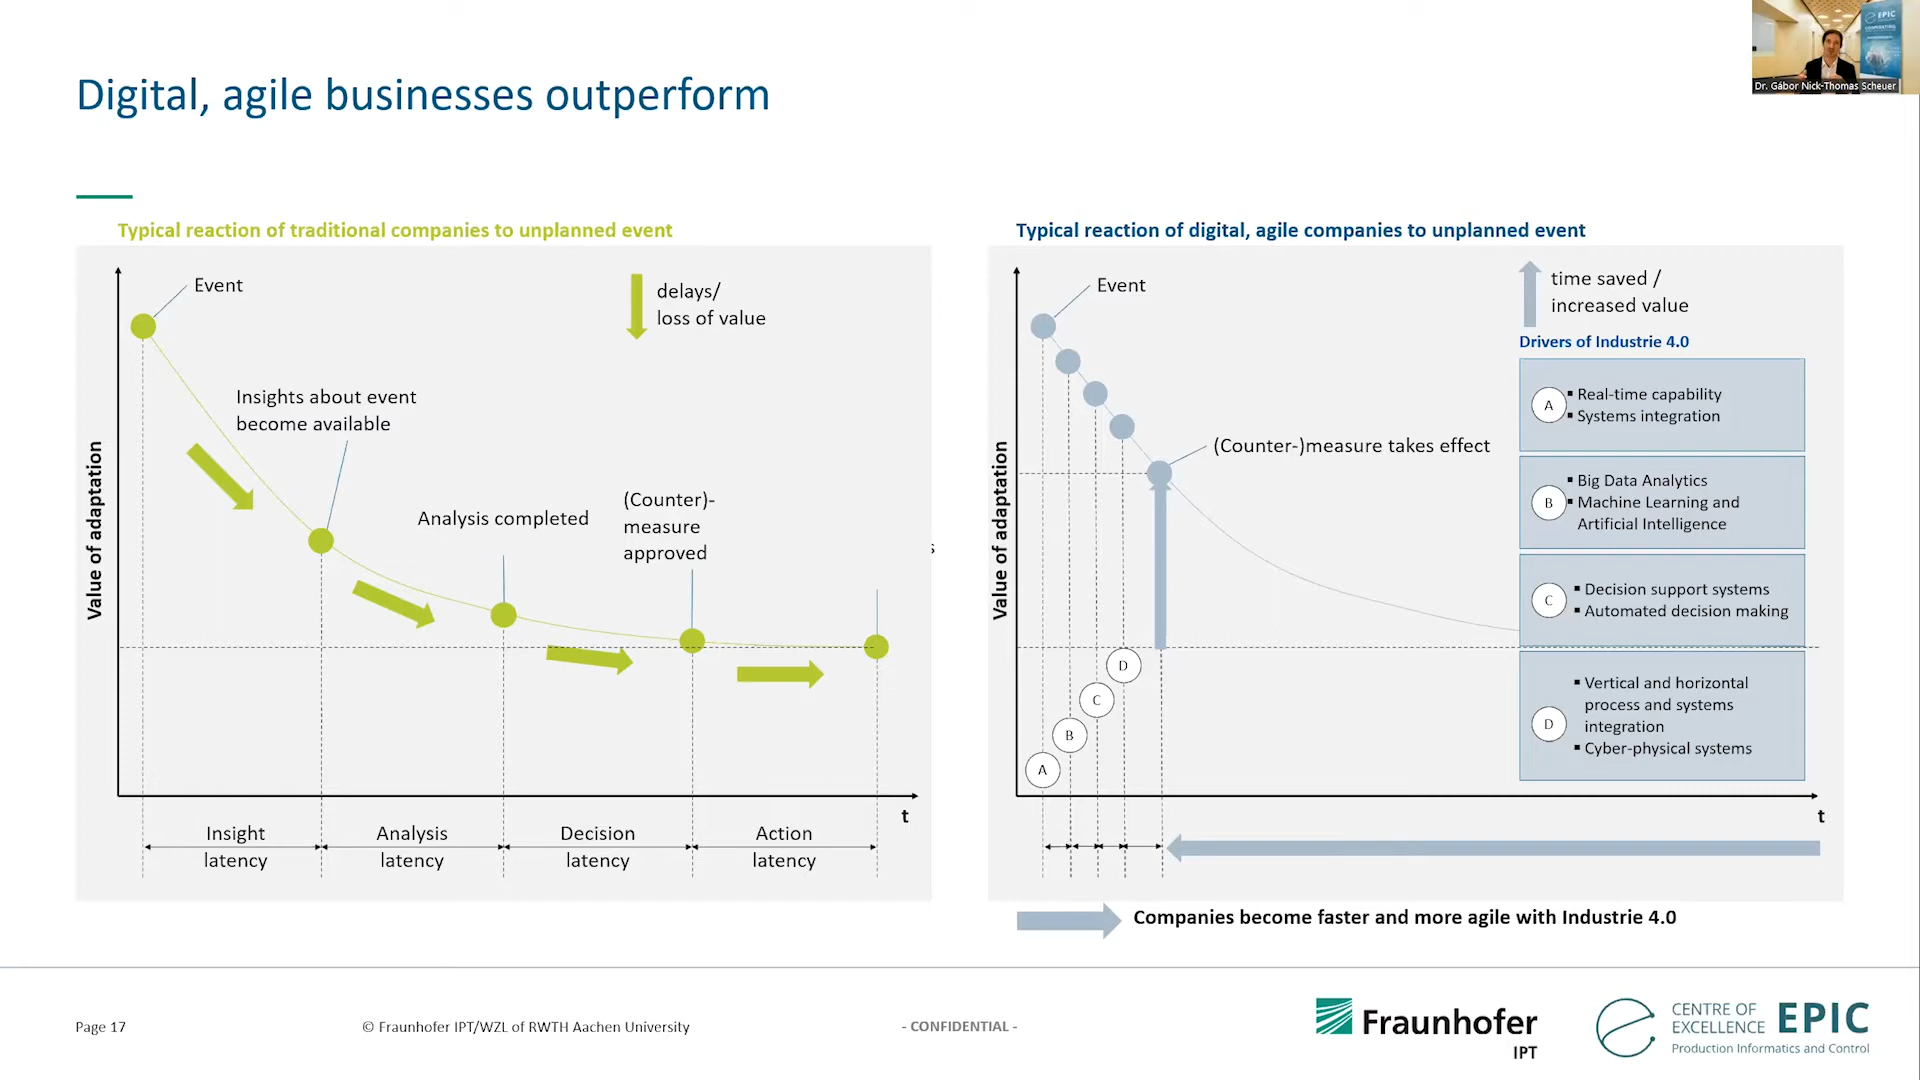 Digital, agile businesses outperform
EPIC
Dr. Gábor Nick-Thomas Scheuer
Typical reaction of traditional companies to unplanned event
Event
delays/
loss of value
Insights about event
become available
Analysis completed
(Counter)-
measure
approved
s
Value of adaptation
t
Insight
latency
Analysis
latency
Decision
latency
Action
latency
Typical reaction of digital, agile companies to unplanned event
Event
time saved /
increased value
(Counter-)measure takes effect
Value of adaptation
D
C
B
A
t
Drivers of Industrie 4.0
A
▪ Real-time capability
▪ Systems integration
B
▪ Big Data Analytics
▪ Machine Learning and
Artificial Intelligence
C
▪ Decision support systems
▪ Automated decision making
D
▪ Vertical and horizontal
process and systems
integration
▪ Cyber-physical systems
Companies become faster and more agile with Industrie 4.0
Page 17
© Fraunhofer IPT/WZL of RWTH Aachen University
- CONFIDENTIAL -
Fraunhofer
IPT
CENTRE OF
EXCELLENCE EPIC
Production Informatics and Control